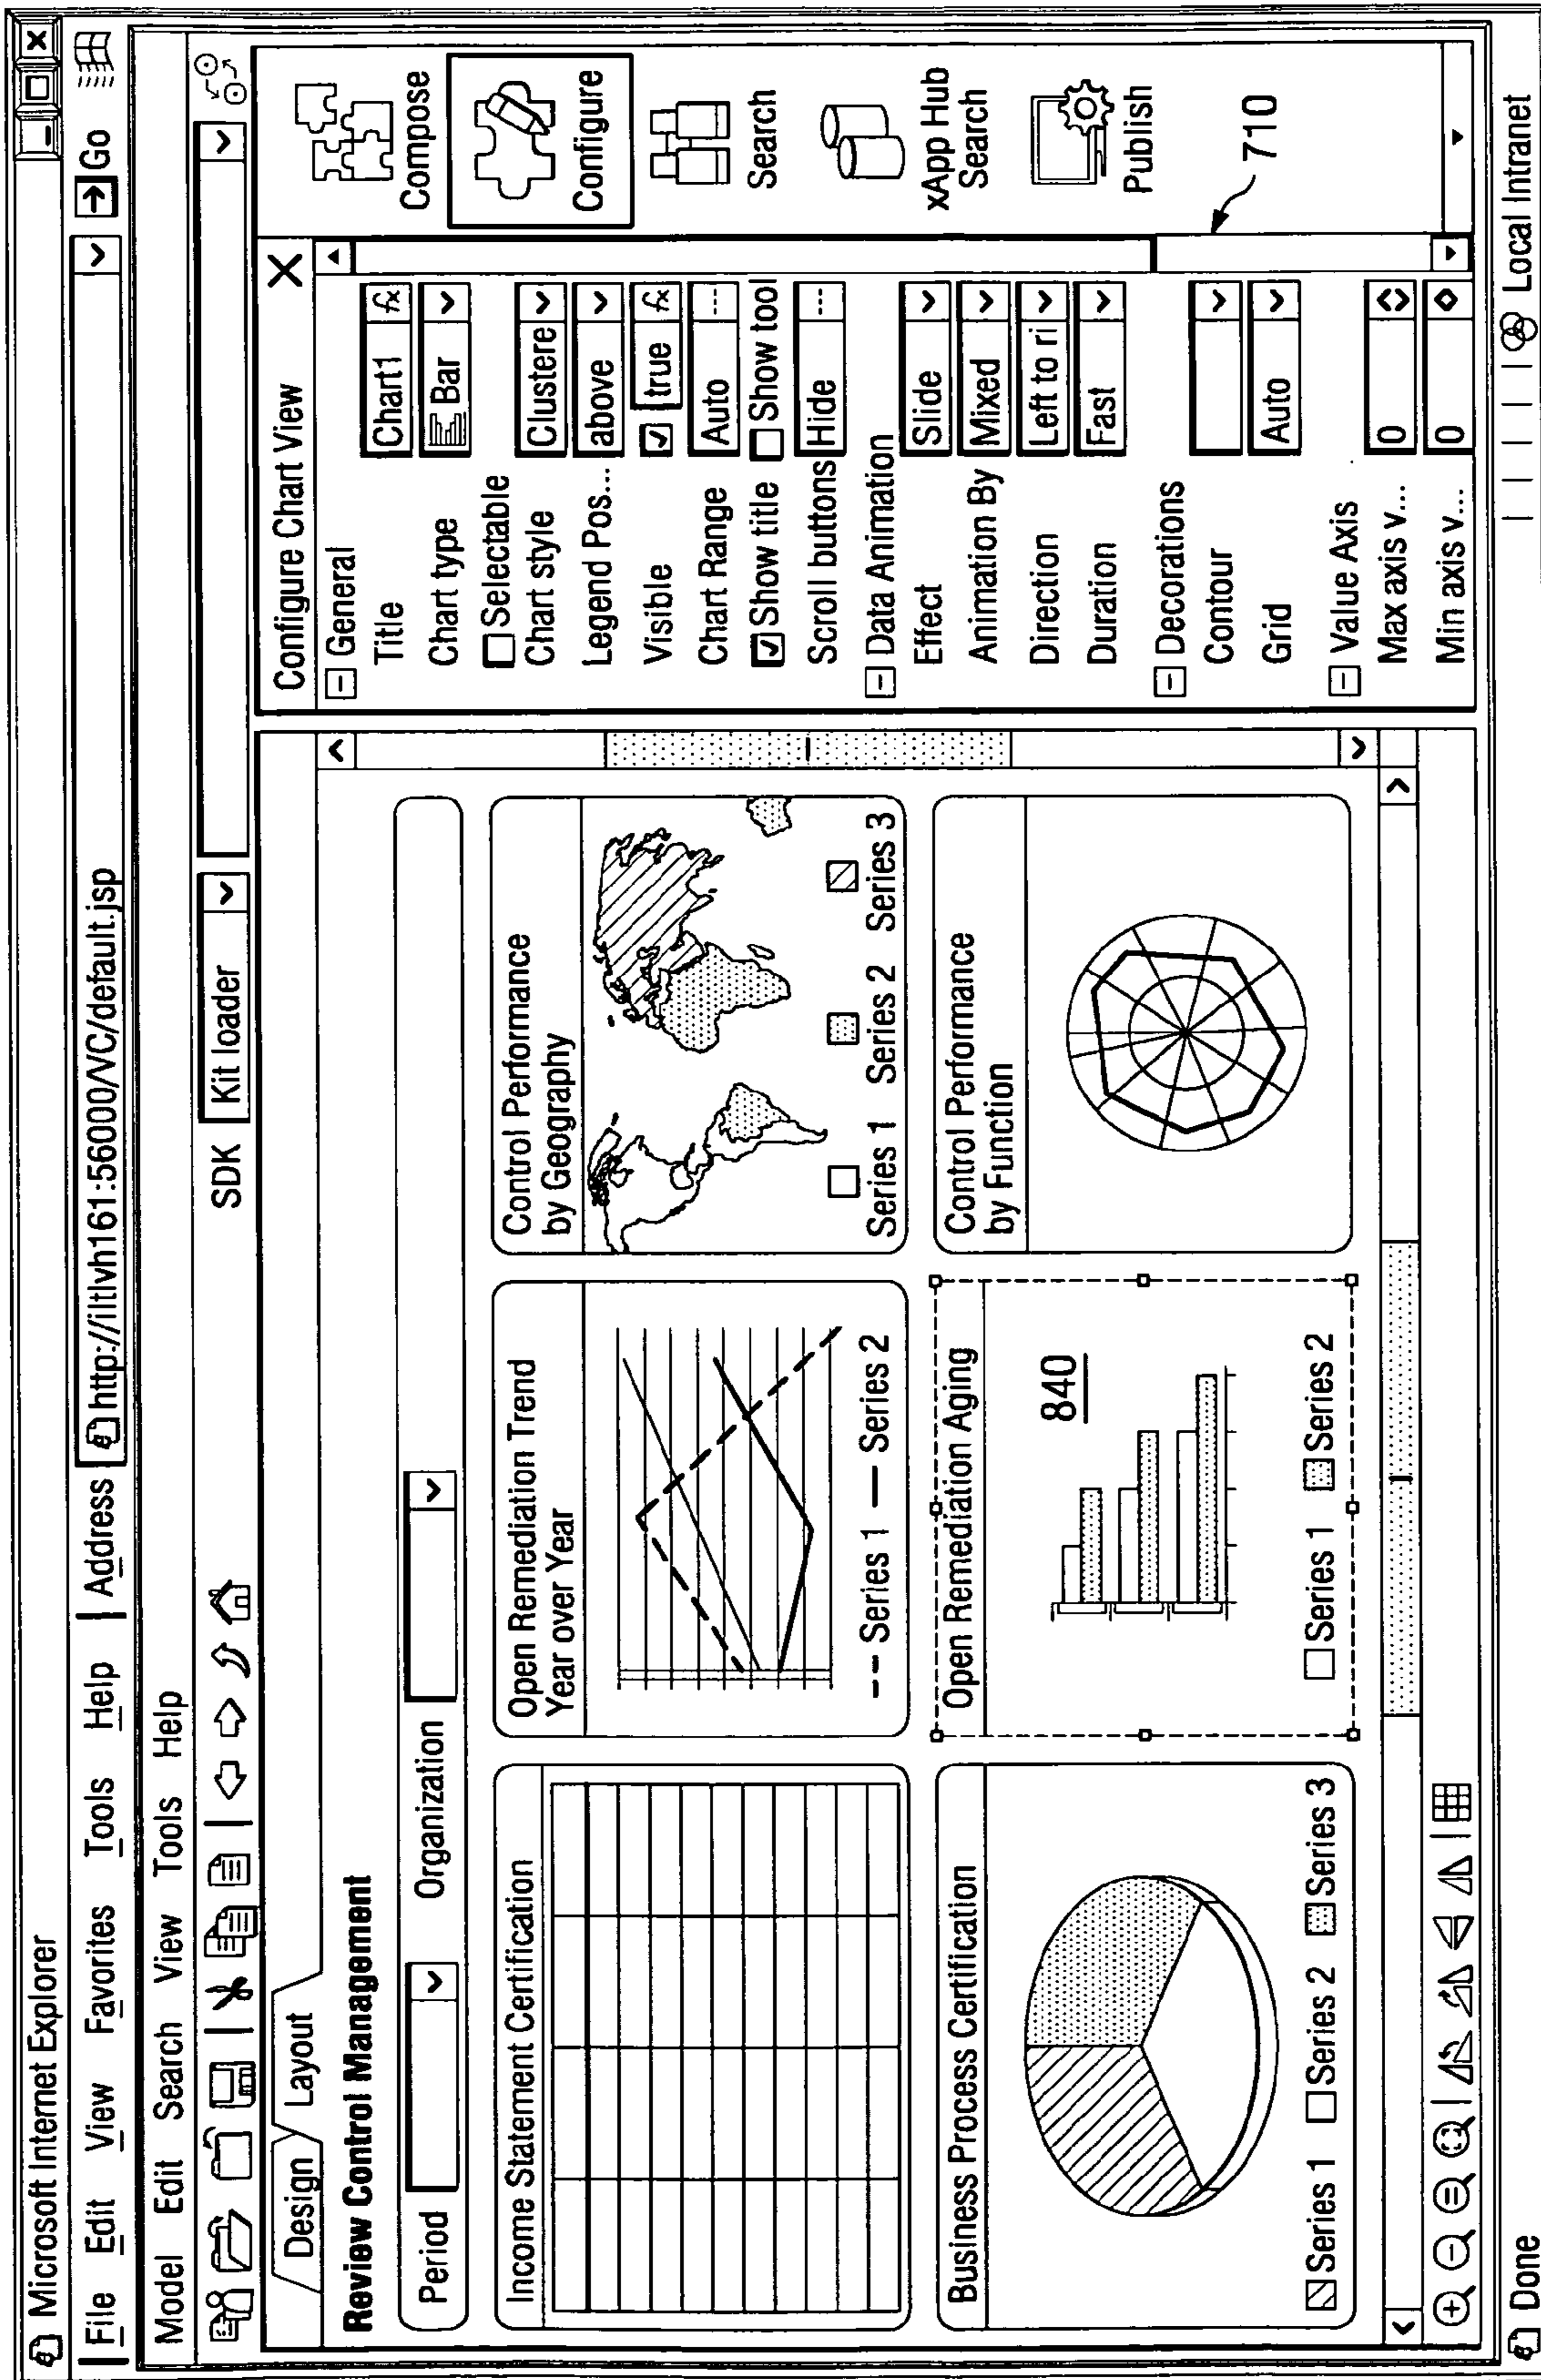 Microsoft Internet Explorer
File Edit View Favorites Tools Help
Address http://iltlvh161:56000/VC/default.jsp Go
Model Edit Search View Tools Help
SDK Kit loader
Design Layout
Review Control Management
Period Organization
Income Statement Certification
Open Remediation Trend
Year over Year
Series 1 Series 2
Control Performance
by Geography
Series 1 Series 2 Series 3
Business Process Certification
Series 1 Series 2 Series 3
Open Remediation Aging
840
Series 1 Series 2
Control Performance
by Function
Configure Chart View
General
Title Chart1 fx
Chart type Bar
Selectable
Chart style Clustere
Legend Pos... above
Visible true fx
Chart Range Auto
Show title Show tool
Scroll buttons Hide
Data Animation
Effect Slide
Animation By Mixed
Direction Left to ri
Duration Fast
Decorations
Contour
Grid Auto
Value Axis
Max axis v... 0
Min axis v... 0
Compose
Configure
Search
xApp Hub
Search
Publish
710
Done
Local Intranet